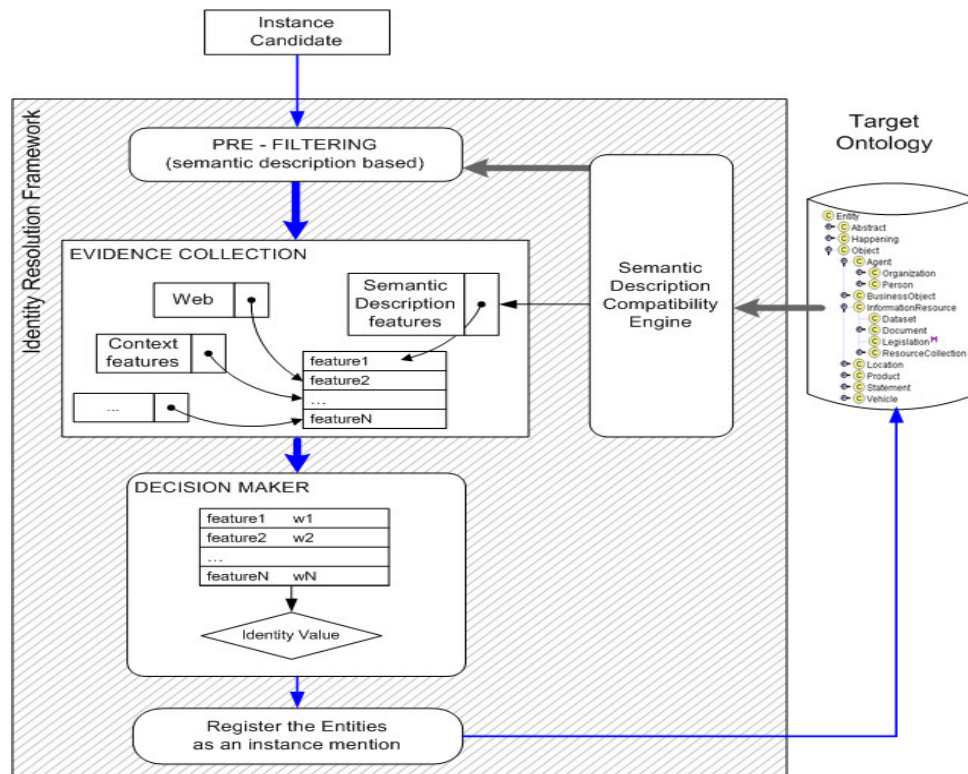 Instance
Candidate
Identity Resolution Framework
PRE - FILTERING
(semantic description based)
EVIDENCE COLLECTION
Web
Context
features
...
Semantic
Description
features
feature1
feature2
...
featureN
Semantic
Description
Compatibility
Engine
Target
Ontology
C Entity
C Abstract
C Happening
C Object
C Agent
C Organization
C Person
C BusinessObject
C InformationResource
C Dataset
C Document
C Legislation M
C ResourceCollection
C Location
C Product
C Statement
C Vehicle
DECISION MAKER
feature1 w1
feature2 w2
...
featureN wN
Identity Value
Register the Entities
as an instance mention